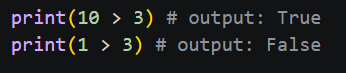 print(10 > 3) # output: True
print(1 > 3) # output: False